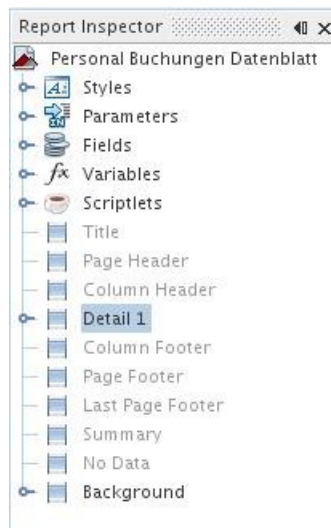 Report Inspector
Personal Buchungen Datenblatt
Styles
Parameters
Fields
fx Variables
Scriptlets
Title
Page Header
Column Header
Detail 1
Column Footer
Page Footer
Last Page Footer
Summary
No Data
Background